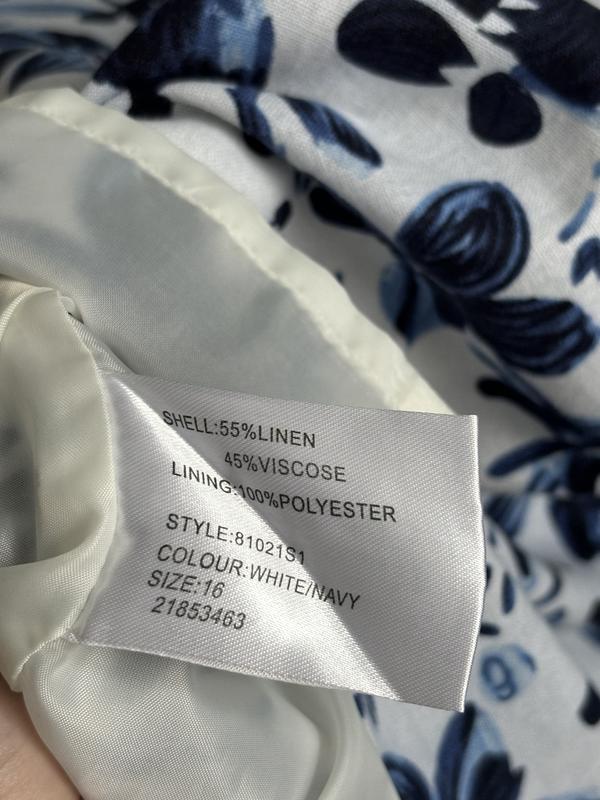 SHELL:55%LINEN
45%VISCOSE
LINING:100%POLYESTER
STYLE:81021S1
COLOUR:WHITE/NAVY
SIZE:16
21853463